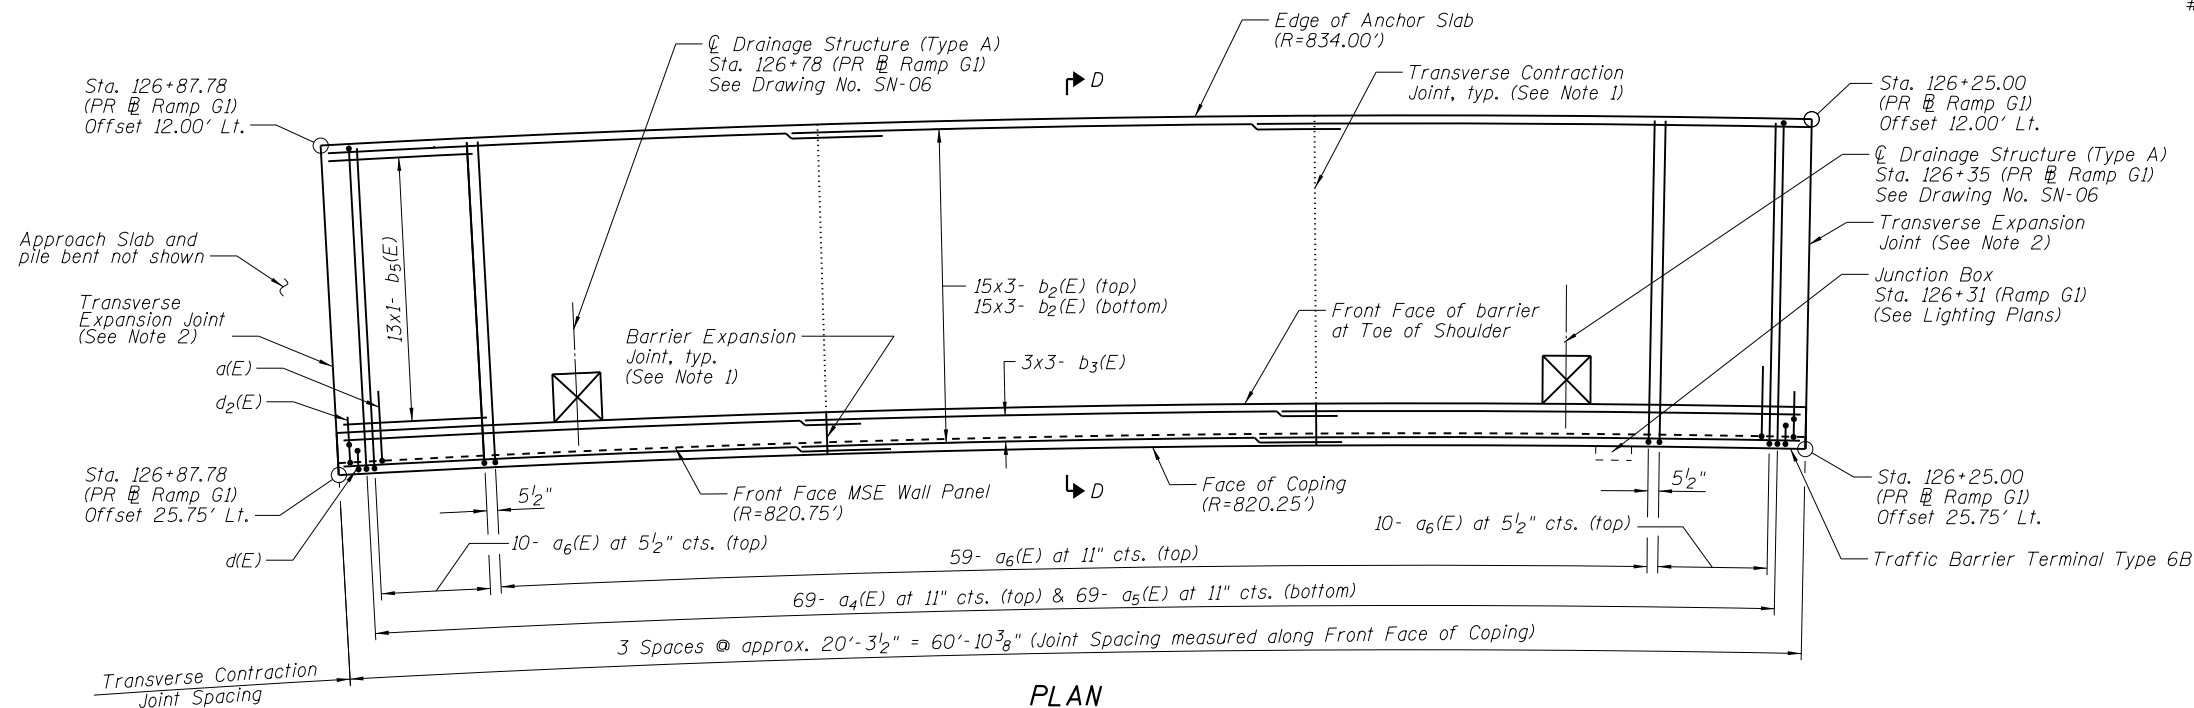 #
Edge of Anchor Slab
(R=834.00')
℄ Drainage Structure (Type A)
Sta. 126+78 (PR ℄ Ramp G1)
See Drawing No. SN-06
D
Transverse Contraction
Joint, typ. (See Note 1)
Sta. 126+87.78
(PR ℄ Ramp G1)
Offset 12.00' Lt.
Sta. 126+25.00
(PR ℄ Ramp G1)
Offset 12.00' Lt.
℄ Drainage Structure (Type A)
Sta. 126+35 (PR ℄ Ramp G1)
See Drawing No. SN-06
Transverse Expansion
Joint (See Note 2)
Junction Box
Sta. 126+31 (Ramp G1)
(See Lighting Plans)
Approach Slab and
pile bent not shown
Transverse
Expansion Joint
(See Note 2)
a(E)
d2(E)
13x1- b5(E)
15x3- b2(E) (top)
15x3- b2(E) (bottom)
Barrier Expansion
Joint, typ.
(See Note 1)
3x3- b3(E)
Front Face of barrier
at Toe of Shoulder
Sta. 126+87.78
(PR ℄ Ramp G1)
Offset 25.75' Lt.
d(E)
5½"
Front Face MSE Wall Panel
(R=820.75')
D
Face of Coping
(R=820.25')
5½"
Sta. 126+25.00
(PR ℄ Ramp G1)
Offset 25.75' Lt.
Traffic Barrier Terminal Type 6B
10- a6(E) at 5½" cts. (top)
10- a6(E) at 5½" cts. (top)
59- a6(E) at 11" cts. (top)
69- a4(E) at 11" cts. (top) & 69- a5(E) at 11" cts. (bottom)
3 Spaces @ approx. 20'-3½" = 60'-10⅜" (Joint Spacing measured along Front Face of Coping)
Transverse Contraction
Joint Spacing
PLAN